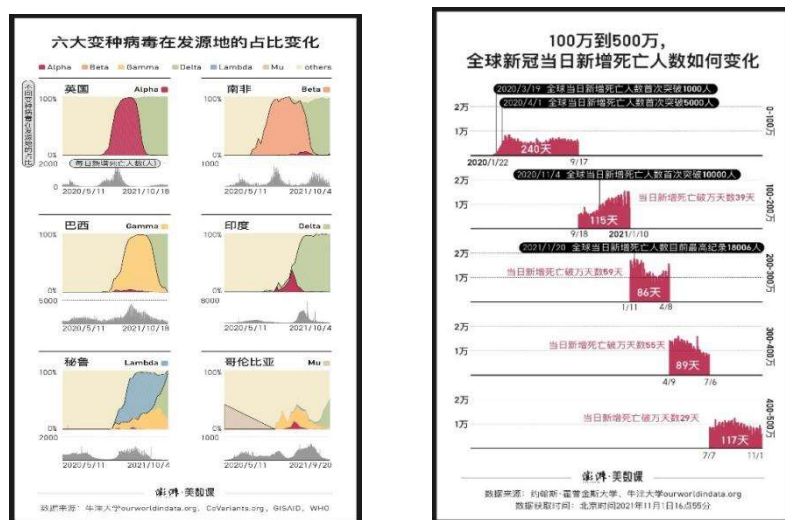 六大变种病毒在发源地的占比变化
Alpha Beta Gamma Delta Lambda Mu others
不同变种病毒在发源地的占比
英国 Alpha
100%
0%
每日新增死亡人数(人)
2000
0
2020/5/11 2021/10/18
南非 Beta
100%
0%
1000
0
2020/5/11 2021/10/4
巴西 Gamma
100%
0%
5000
0
2020/5/11 2021/10/18
印度 Delta
100%
0%
8000
0
2020/5/11 2021/10/4
秘鲁 Lambda
100%
0%
2000
0
2020/5/11 2021/10/4
哥伦比亚 Mu
100%
0%
1000
0
2020/5/11 2021/9/20
澎湃·美数课
数据来源：牛津大学ourworldindata.org、CoVariants.org、GISAID、WHO
100万到500万，
全球新冠当日新增死亡人数如何变化
2020/3/19 全球当日新增死亡人数首次突破1000人
2020/4/1 全球当日新增死亡人数首次突破5000人
2万
1万
240天
2020/1/22 9/17
0-100万
2020/11/4 全球当日新增死亡人数首次突破10000人
2万
1万
当日新增死亡破万天数39天
115天
9/18 2021/1/10
100-200万
2021/1/20 全球当日新增死亡人数目前最高纪录18006人
2万
1万
当日新增死亡破万天数59天
86天
1/11 4/8
200-300万
2万
1万
当日新增死亡破万天数55天
89天
4/9 7/6
300-400万
2万
1万
当日新增死亡破万天数29天
117天
7/7 11/1
400-500万
澎湃·美数课
数据来源：约翰斯·霍普金斯大学、牛津大学ourworldindata.org
数据获取时间：北京时间2021年11月1日16点55分